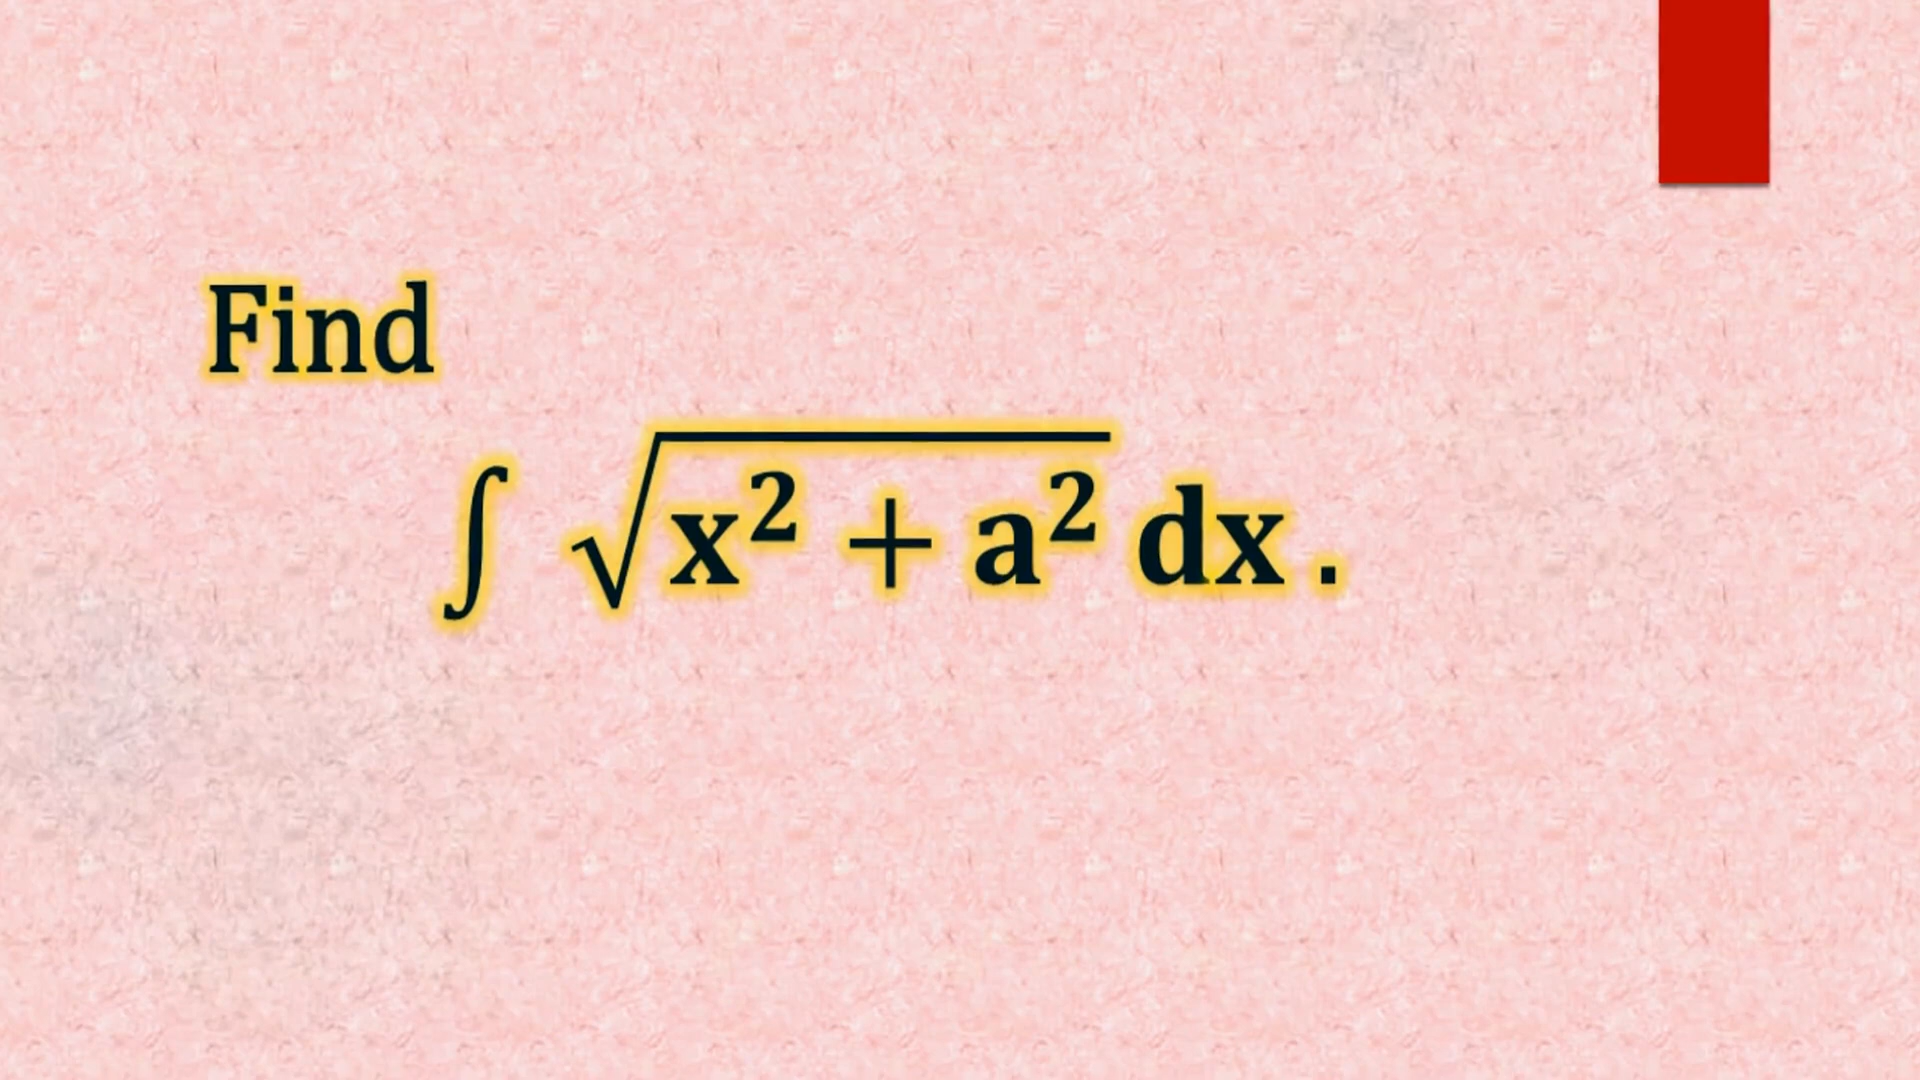 Find
∫ √x² + a² dx .